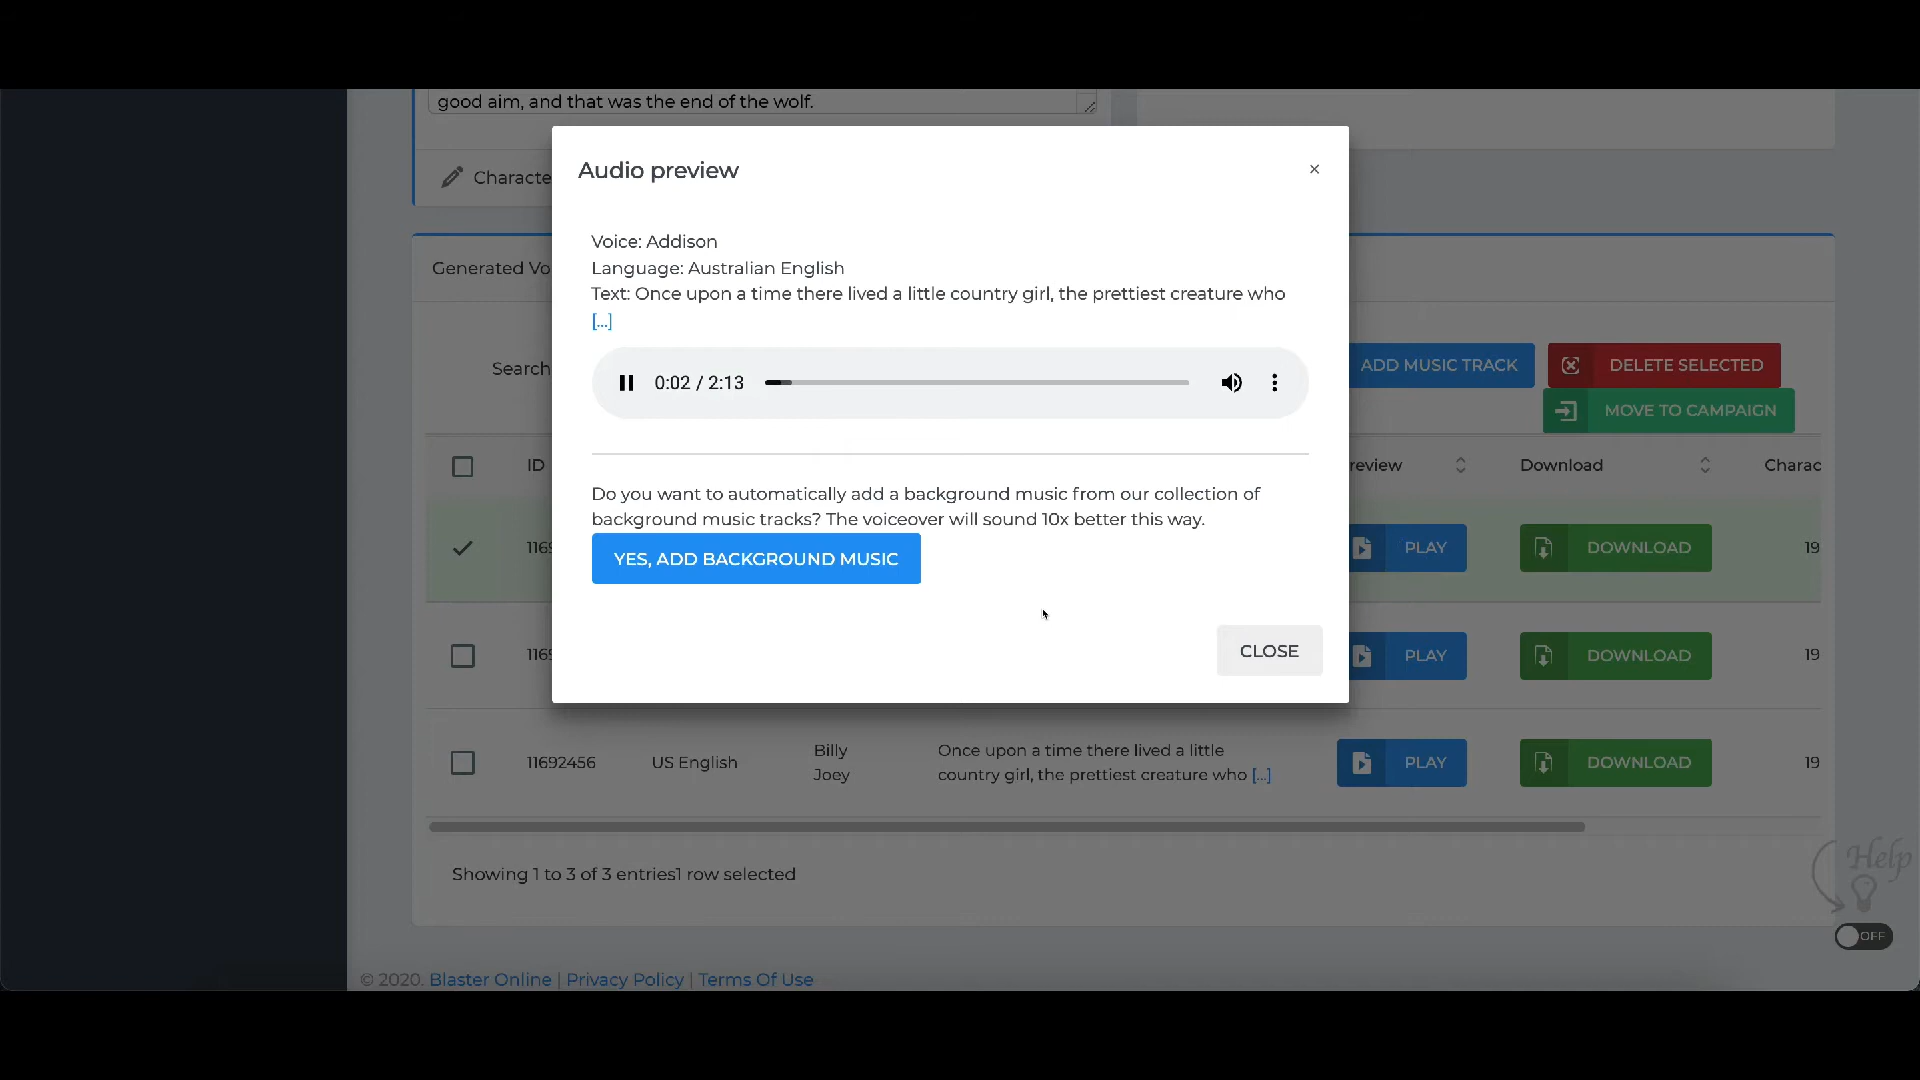 good aim, and that was the end of the wolf.
Audio preview
×
Characte
Voice: Addison
Language: Australian English
Generated Vo
Text: Once upon a time there lived a little country girl, the prettiest creature who
[...]
Search
ADD MUSIC TRACK
DELETE SELECTED
0:02 / 2:13
MOVE TO CAMPAIGN
ID
review
Download
Charac
Do you want to automatically add a background music from our collection of
background music tracks? The voiceover will sound 10x better this way.
YES, ADD BACKGROUND MUSIC
116
PLAY
DOWNLOAD
19
CLOSE
116
PLAY
DOWNLOAD
19
11692456
US English
Billy
Joey
Once upon a time there lived a little
country girl, the prettiest creature who [...]
PLAY
DOWNLOAD
19
Help
Showing 1 to 3 of 3 entries1 row selected
OFF
© 2020. Blaster Online | Privacy Policy | Terms Of Use